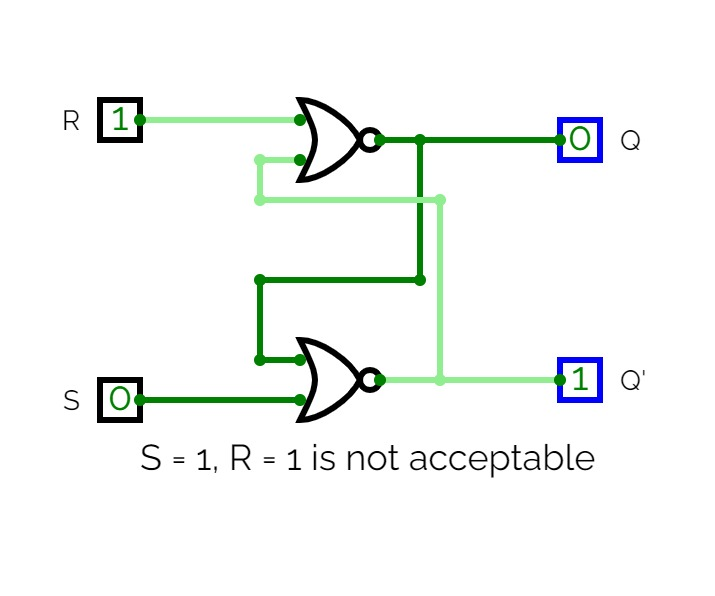 R 1 0 Q
S 0 1 Q'
S = 1, R = 1 is not acceptable